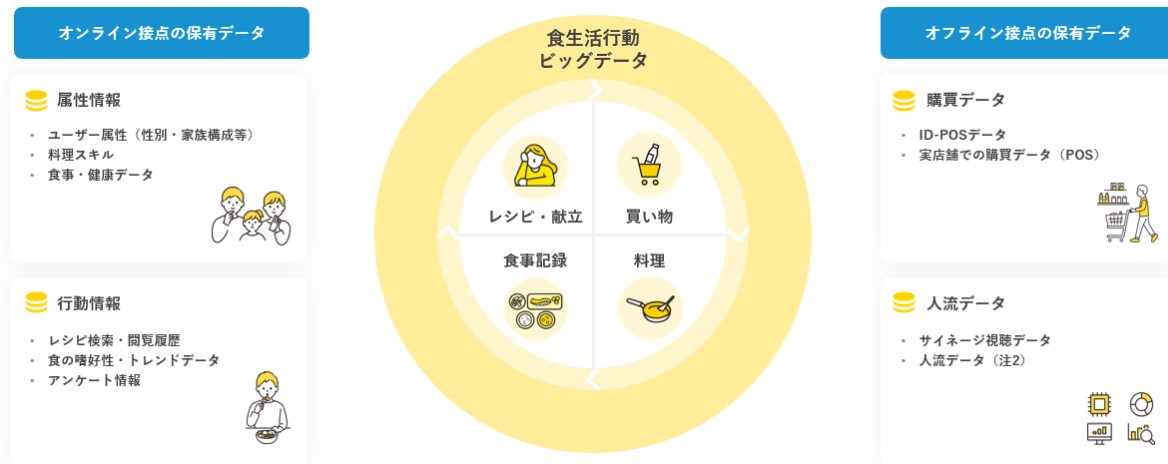 オンライン接点の保有データ
属性情報
・ ユーザー属性（性別・家族構成等）
・ 料理スキル
・ 食事・健康データ
行動情報
・ レシピ検索・閲覧履歴
・ 食の嗜好性・トレンドデータ
・ アンケート情報
食生活行動
ビッグデータ
レシピ・献立
買い物
食事記録
料理
オフライン接点の保有データ
購買データ
・ ID-POSデータ
・ 実店舗での購買データ（POS）
人流データ
・ サイネージ視聴データ
・ 人流データ（注2）